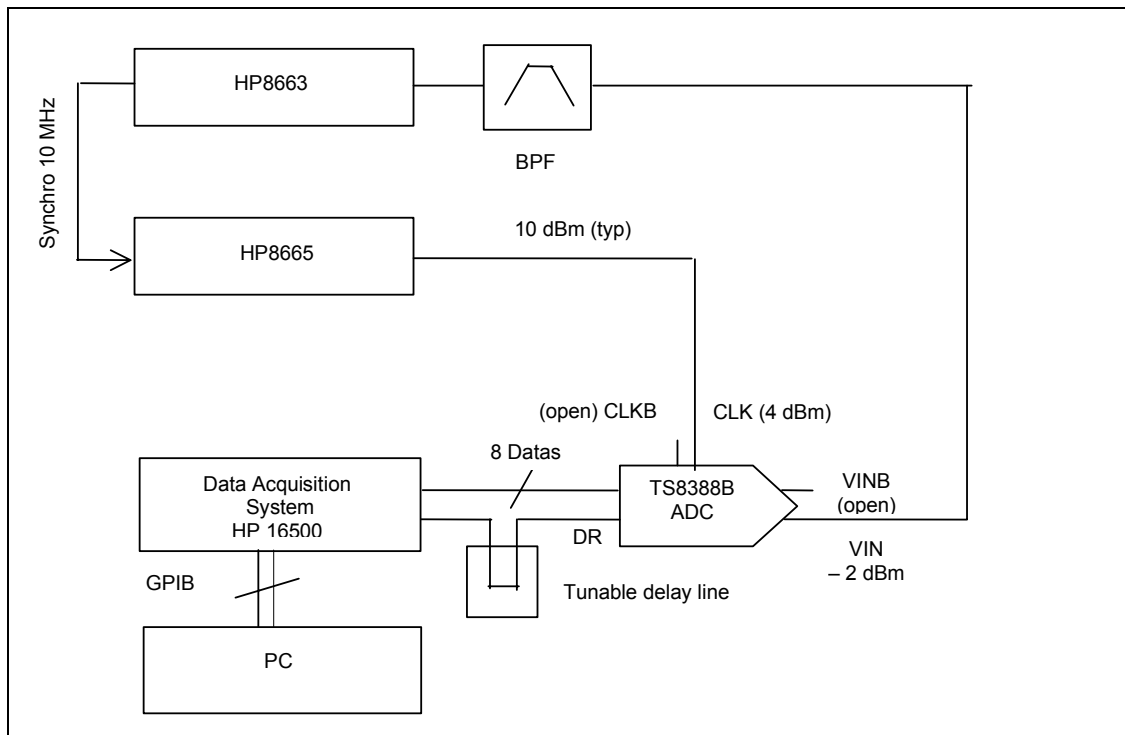 HP8663
BPF
Synchro 10 MHz
HP8665
10 dBm (typ)
(open) CLKB
CLK (4 dBm)
8 Datas
Data Acquisition
System
HP 16500
TS8388B
ADC
VINB
(open)
DR
VIN
– 2 dBm
GPIB
Tunable delay line
PC